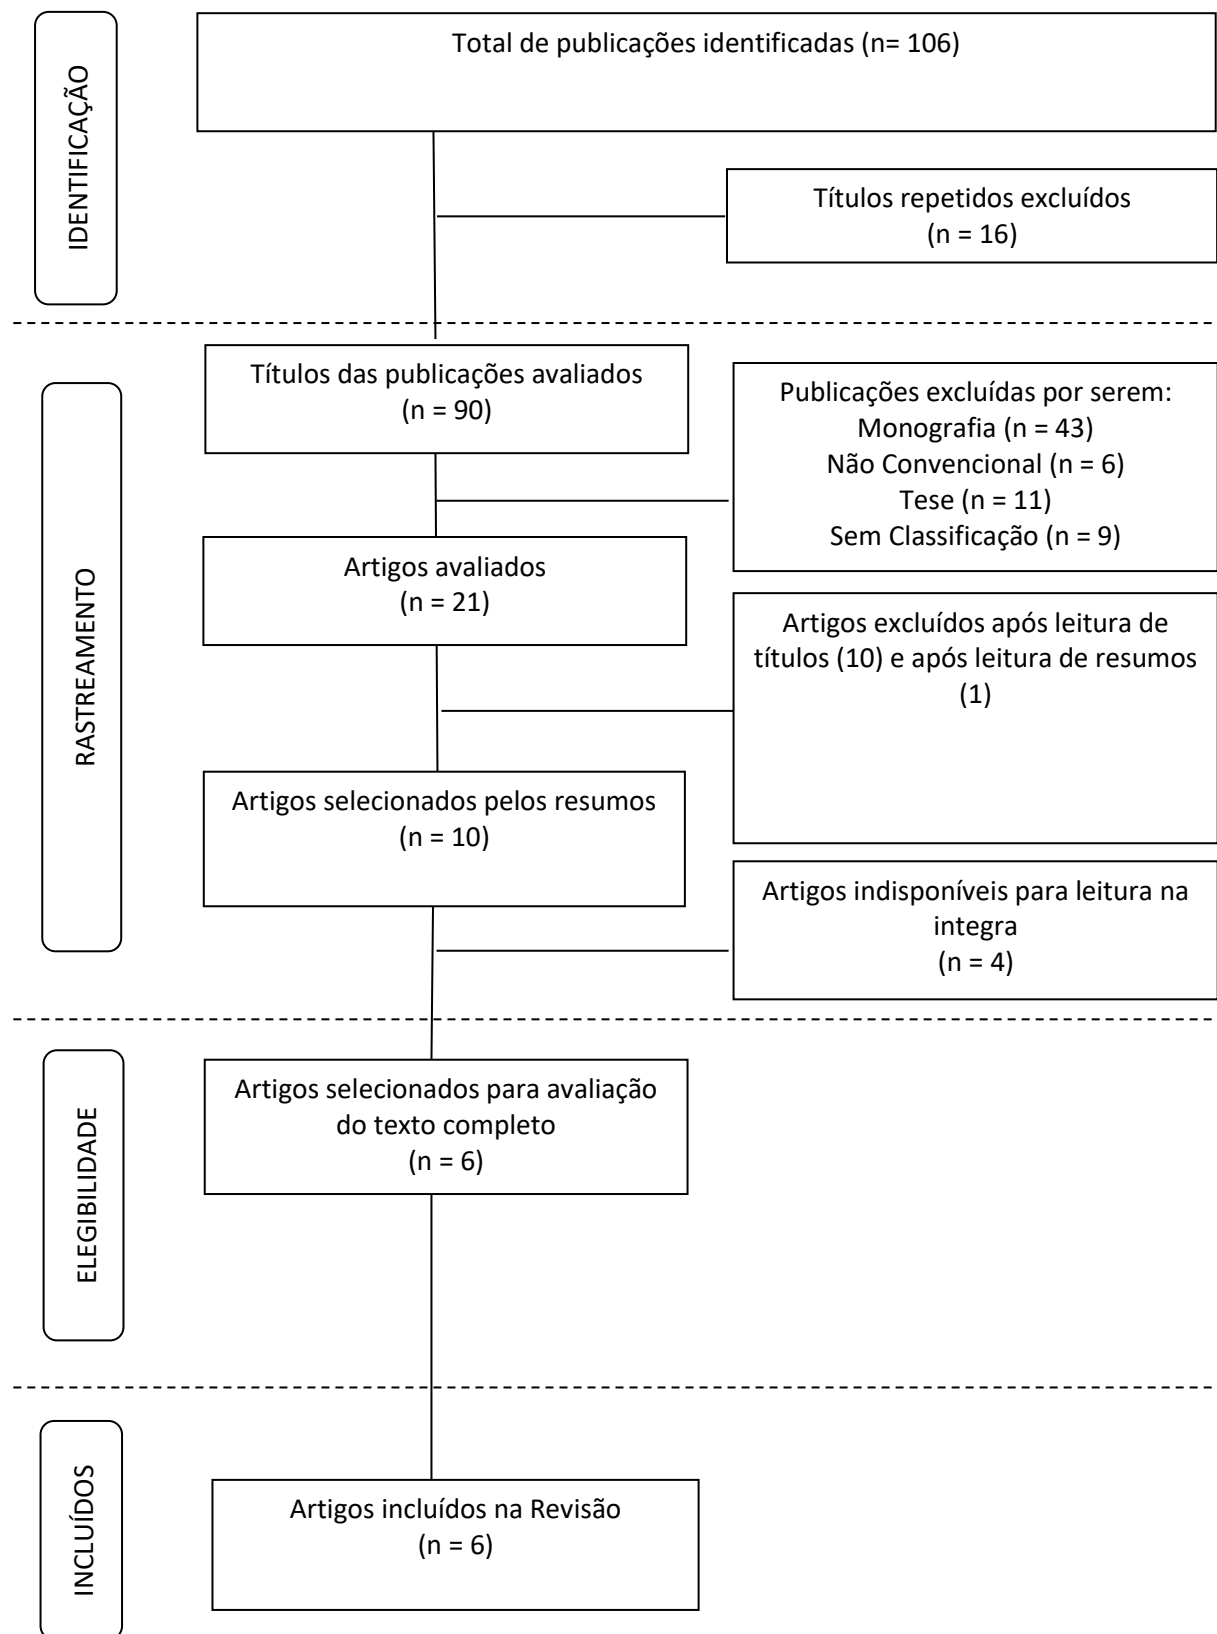 IDENTIFICAÇÃO
Total de publicações identificadas (n= 106)
Títulos repetidos excluídos
(n = 16)
RASTREAMENTO
Títulos das publicações avaliados
(n = 90)
Publicações excluídas por serem:
Monografia (n = 43)
Não Convencional (n = 6)
Tese (n = 11)
Sem Classificação (n = 9)
Artigos avaliados
(n = 21)
Artigos excluídos após leitura de
títulos (10) e após leitura de resumos
(1)
Artigos selecionados pelos resumos
(n = 10)
Artigos indisponíveis para leitura na
integra
(n = 4)
ELEGIBILIDADE
Artigos selecionados para avaliação
do texto completo
(n = 6)
INCLUÍDOS
Artigos incluídos na Revisão
(n = 6)